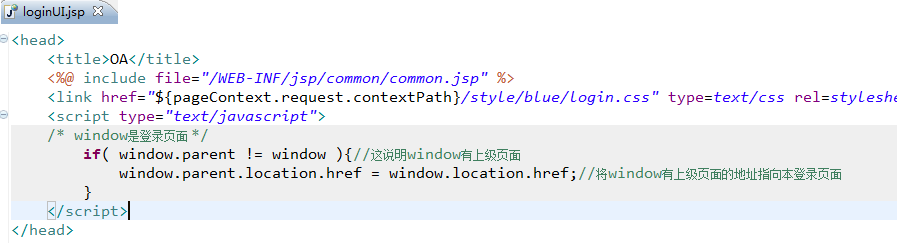 loginUI.jsp
<head>
<title>OA</title>
<%@ include file="/WEB-INF/jsp/common/common.jsp" %>
<link href="${pageContext.request.contextPath}/style/blue/login.css" type=text/css rel=styleshe
<script type="text/javascript">
/* window是登录页面 */
if( window.parent != window ){//这说明window有上级页面
window.parent.location.href = window.location.href;//将window有上级页面的地址指向本登录页面
}
</script>
</head>